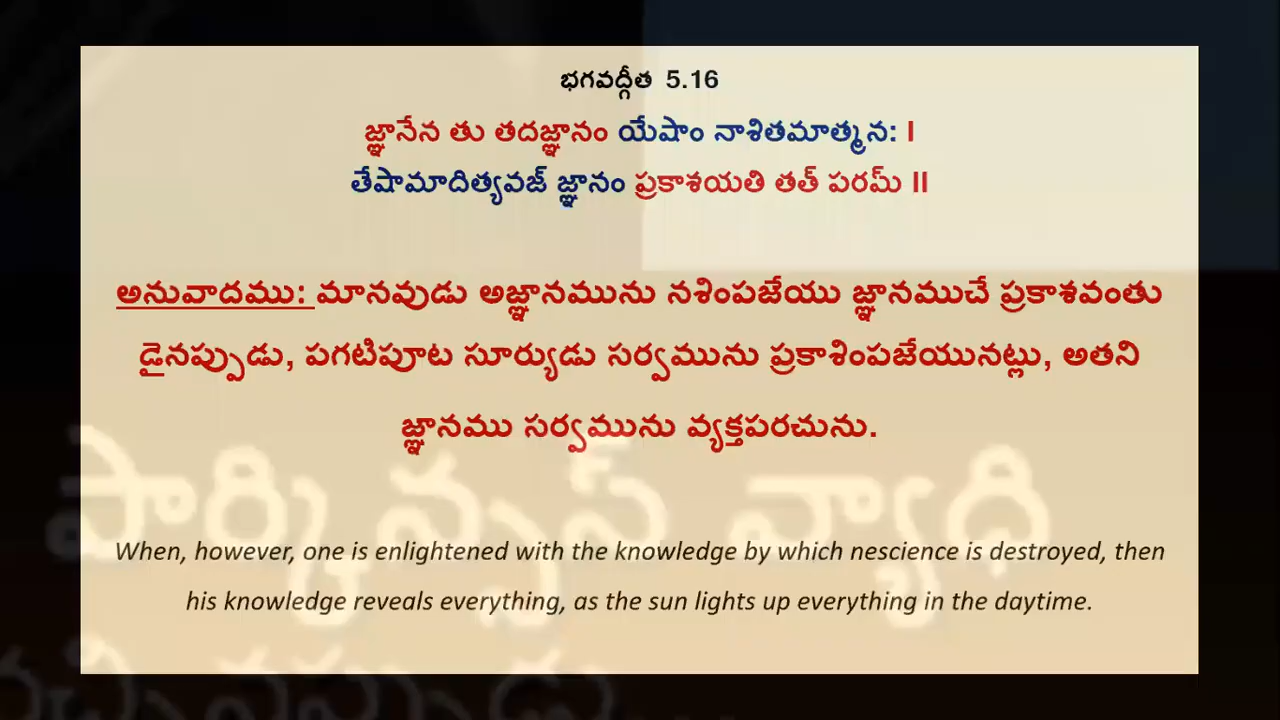 భగవద్గీత 5.16
జ్ఞానేన తు తదజ్ఞానం యేషాం నాశితమాత్మన: I
తేషామాదిత్యవజ్ జ్ఞానం ప్రకాశయతి తత్ పరమ్ II
అనువాదము: మానవుడు అజ్ఞానమును నశింపజేయు జ్ఞానముచే ప్రకాశవంతు
డైనప్పుడు, పగటిపూట సూర్యుడు సర్వమును ప్రకాశింపజేయునట్లు, అతని
జ్ఞానము సర్వమును వ్యక్తపరచును.
పార్కిన్సన్స్ వ్యాధి
When, however, one is enlightened with the knowledge by which nescience is destroyed, then
his knowledge reveals everything, as the sun lights up everything in the daytime.